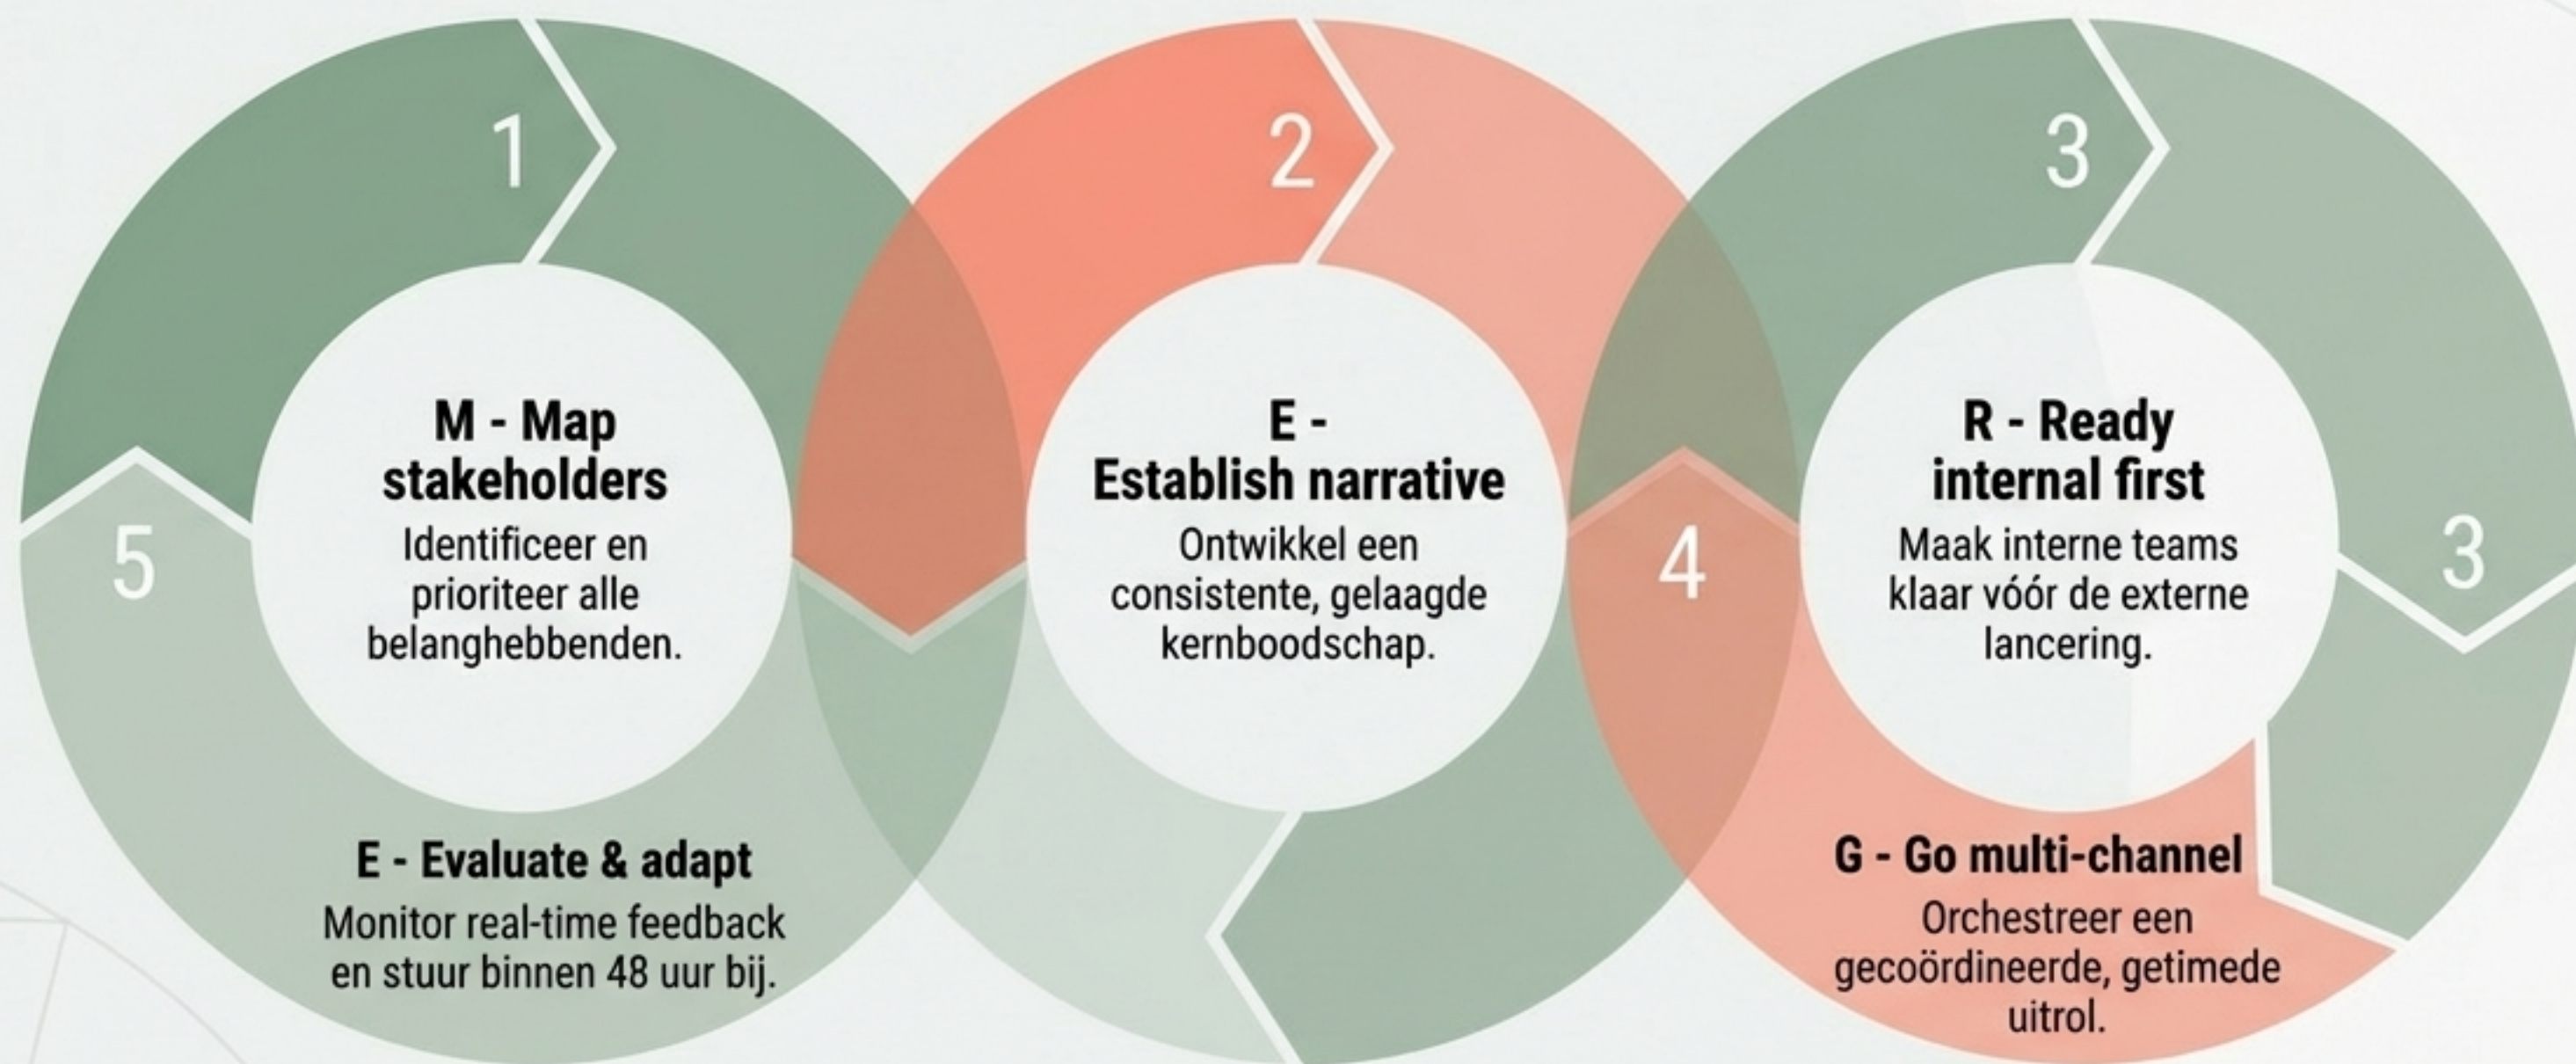 1
2
3
M - Map
stakeholders
Identificeer en
prioriteer alle
belanghebbenden.
E -
Establish narrative
Ontwikkel een
consistente, gelaagde
kernboodschap.
R - Ready
internal first
Maak interne teams
klaar vóór de externe
lancering.
5
4
3
E - Evaluate & adapt
Monitor real-time feedback
en stuur binnen 48 uur bij.
G - Go multi-channel
Orchestreer een
gecoördineerde, getimede
uitrol.